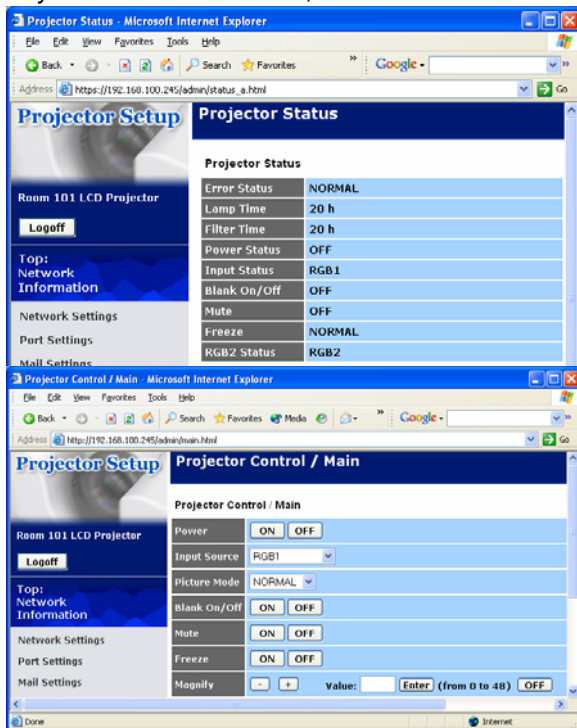 Projector Status - Microsoft Internet Explorer
File Edit View Favorites Tools Help
Back Search Favorites » Google - »
Address https://192.168.100.245/admin/status_a.html Go
Projector Setup
Projector Status
Projector Status
Room 101 LCD Projector
Logoff
Top:
Network
Information
Network Settings
Port Settings
Mail Settings
Error Status NORMAL
Lamp Time 20 h
Filter Time 20 h
Power Status OFF
Input Status RGB1
Blank On/Off OFF
Mute OFF
Freeze NORMAL
RGB2 Status RGB2
Projector Control / Main - Microsoft Internet Explorer
File Edit View Favorites Tools Help
Back Search Favorites Media » Google - »
Address http://192.168.100.245/admin/main.html Go
Projector Setup
Projector Control / Main
Projector Control / Main
Room 101 LCD Projector
Logoff
Top:
Network
Information
Network Settings
Port Settings
Mail Settings
Power ON OFF
Input Source RGB1
Picture Mode NORMAL
Blank On/Off ON OFF
Mute ON OFF
Freeze ON OFF
Magnify - + Value: Enter (from 0 to 48) OFF
Done Internet